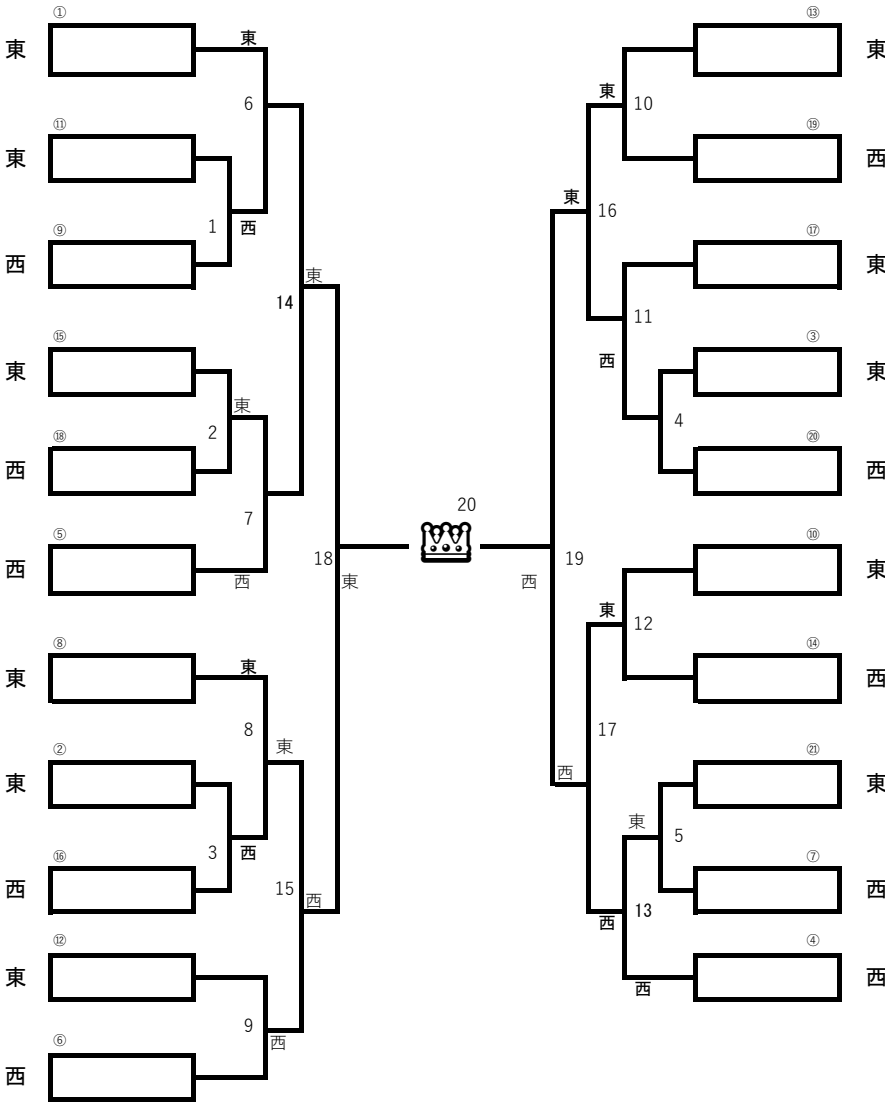 ① ⑬
東 東 東
6 東 10
⑪ ⑲
東 西
1 西 東 16
⑨ ⑰
西 東
東
14 11
⑮ 西 ③
東 東
東
2 4
⑱ ⑳
西 西
7 20
⑤ ⑩
西 18 19 東
西 東 西
東 12
⑧ ⑭
東 東 西
8 17
東
② ㉑
東 西 東
東
3 西 5
⑯ ⑦
西 西
15 西 13
西
⑫ ④
東 西
西
9 西
⑥
西